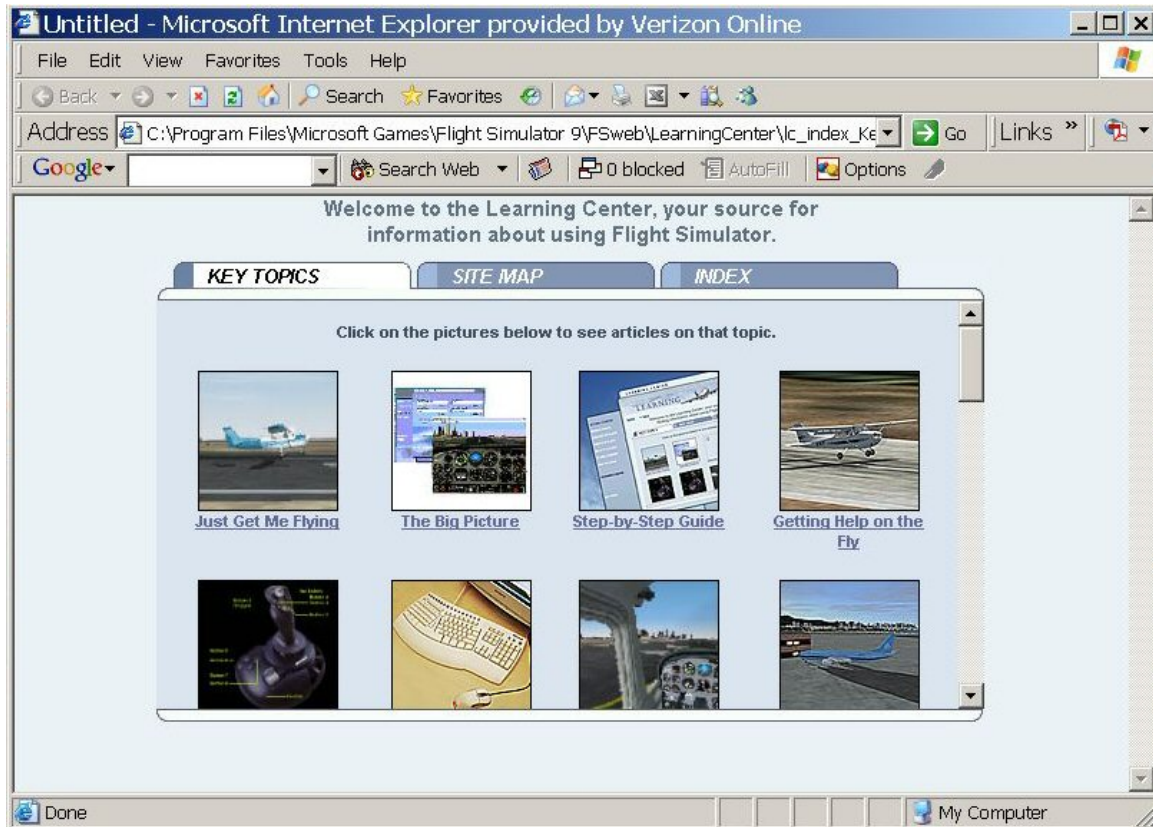 Untitled - Microsoft Internet Explorer provided by Verizon Online
File Edit View Favorites Tools Help
Back Search Favorites
Address C:\Program Files\Microsoft Games\Flight Simulator 9\FSweb\LearningCenter\lc_index_Ke Go Links »
Google Search Web 0 blocked AutoFill Options
Welcome to the Learning Center, your source for
information about using Flight Simulator.
KEY TOPICS SITE MAP INDEX
Click on the pictures below to see articles on that topic.
LEARNING
Just Get Me Flying The Big Picture Step-by-Step Guide Getting Help on the
Fly
Done My Computer